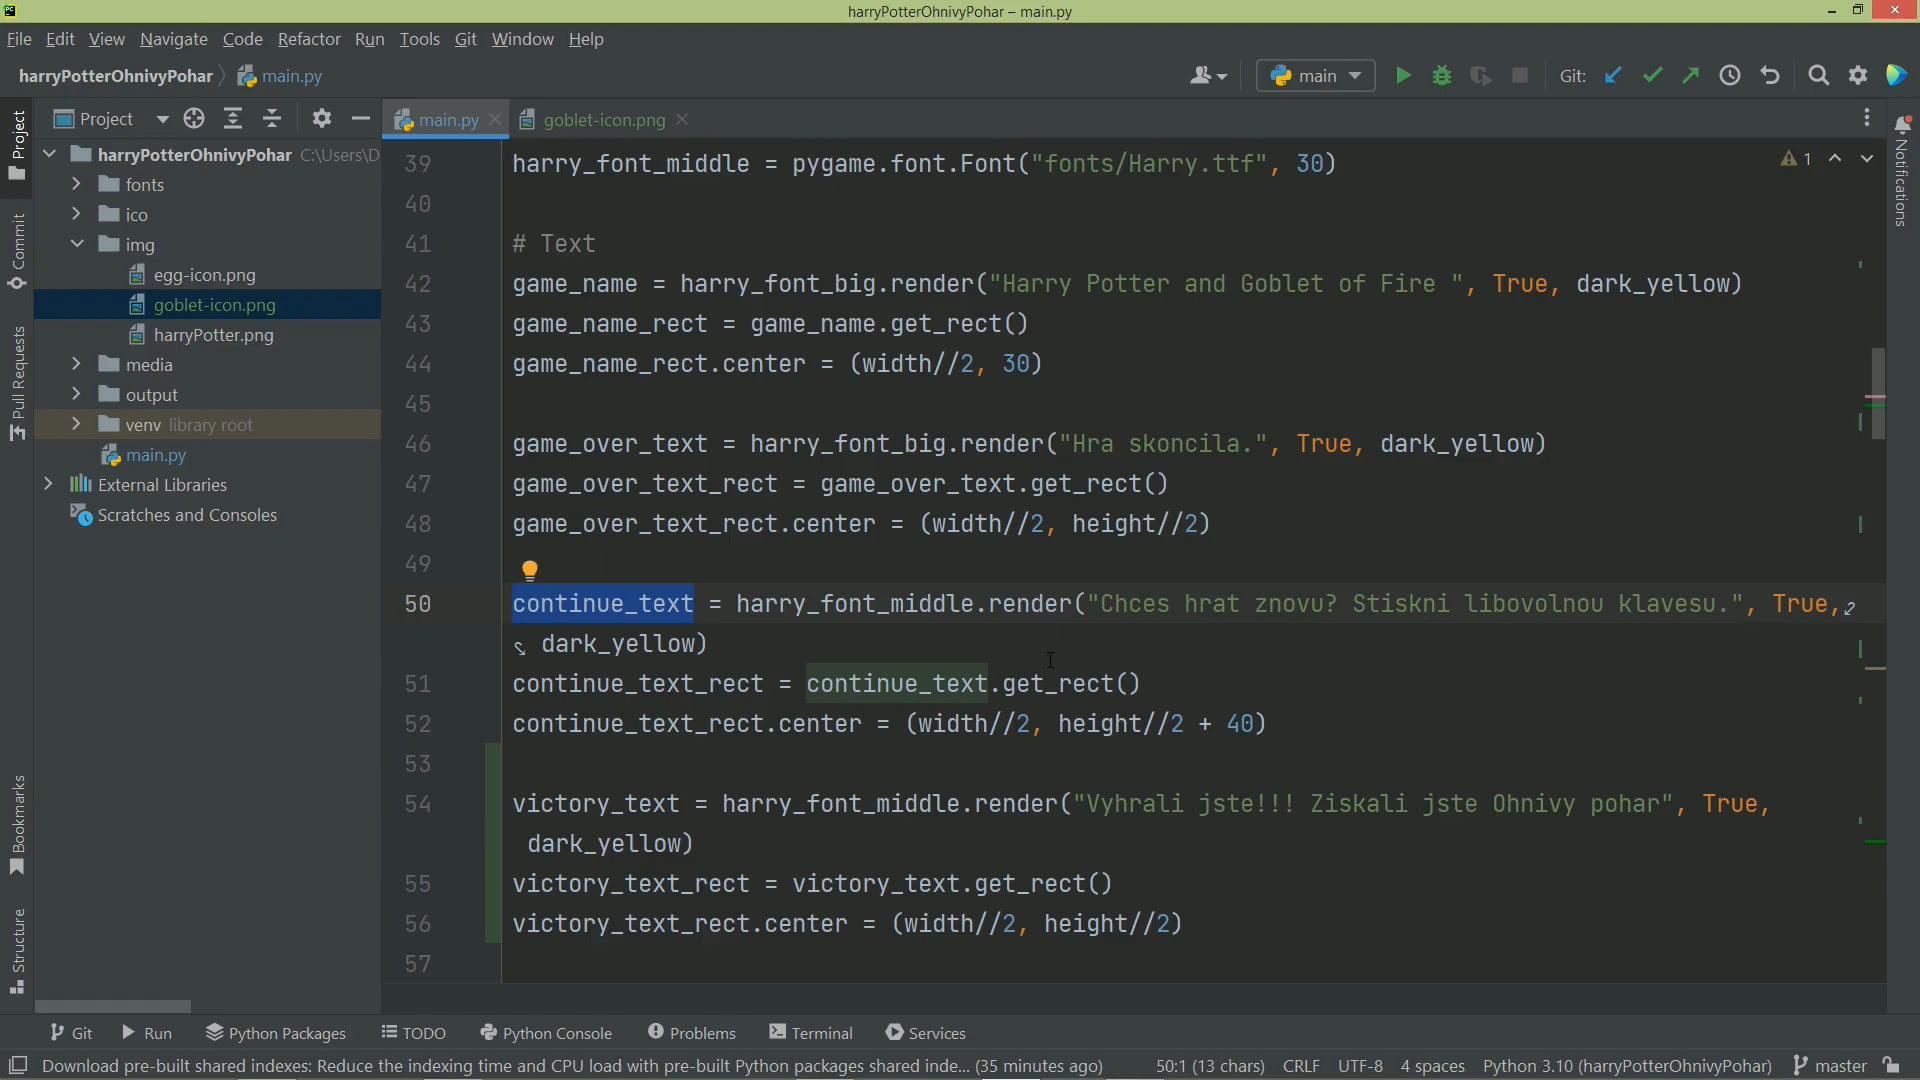 harryPotterOhnivyPohar – main.py
File Edit View Navigate Code Refactor Run Tools Git Window Help
harryPotterOhnivyPohar main.py main Git:
Project main.py goblet-icon.png
harryPotterOhnivyPohar C:\Users\D
fonts
ico
img
egg-icon.png
goblet-icon.png
harryPotter.png
media
output
venv library root
main.py
External Libraries
Scratches and Consoles
Project
Commit
Pull Requests
Bookmarks
Structure
39 harry_font_middle = pygame.font.Font("fonts/Harry.ttf", 30)
40
41 # Text
42 game_name = harry_font_big.render("Harry Potter and Goblet of Fire ", True, dark_yellow)
43 game_name_rect = game_name.get_rect()
44 game_name_rect.center = (width//2, 30)
45
46 game_over_text = harry_font_big.render("Hra skoncila.", True, dark_yellow)
47 game_over_text_rect = game_over_text.get_rect()
48 game_over_text_rect.center = (width//2, height//2)
49
50 continue_text = harry_font_middle.render("Chces hrat znovu? Stiskni libovolnou klavesu.", True,
dark_yellow)
51 continue_text_rect = continue_text.get_rect()
52 continue_text_rect.center = (width//2, height//2 + 40)
53
54 victory_text = harry_font_middle.render("Vyhrali jste!!! Ziskali jste Ohnivy pohar", True,
dark_yellow)
55 victory_text_rect = victory_text.get_rect()
56 victory_text_rect.center = (width//2, height//2)
57
1
Notifications
Git Run Python Packages TODO Python Console Problems Terminal Services
Download pre-built shared indexes: Reduce the indexing time and CPU load with pre-built Python packages shared inde... (35 minutes ago) 50:1 (13 chars) CRLF UTF-8 4 spaces Python 3.10 (harryPotterOhnivyPohar) master